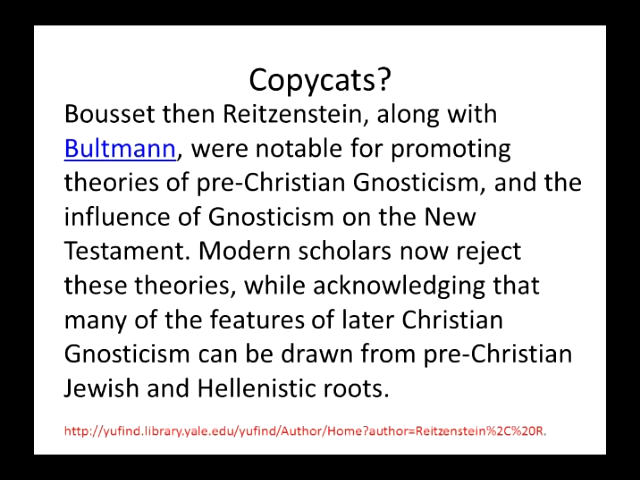 Copycats?
Bousset then Reitzenstein, along with
Bultmann, were notable for promoting
theories of pre-Christian Gnosticism, and the
influence of Gnosticism on the New
Testament. Modern scholars now reject
these theories, while acknowledging that
many of the features of later Christian
Gnosticism can be drawn from pre-Christian
Jewish and Hellenistic roots.
http://yufind.library.yale.edu/yufind/Author/Home?author=Reitzenstein%2C%20R.